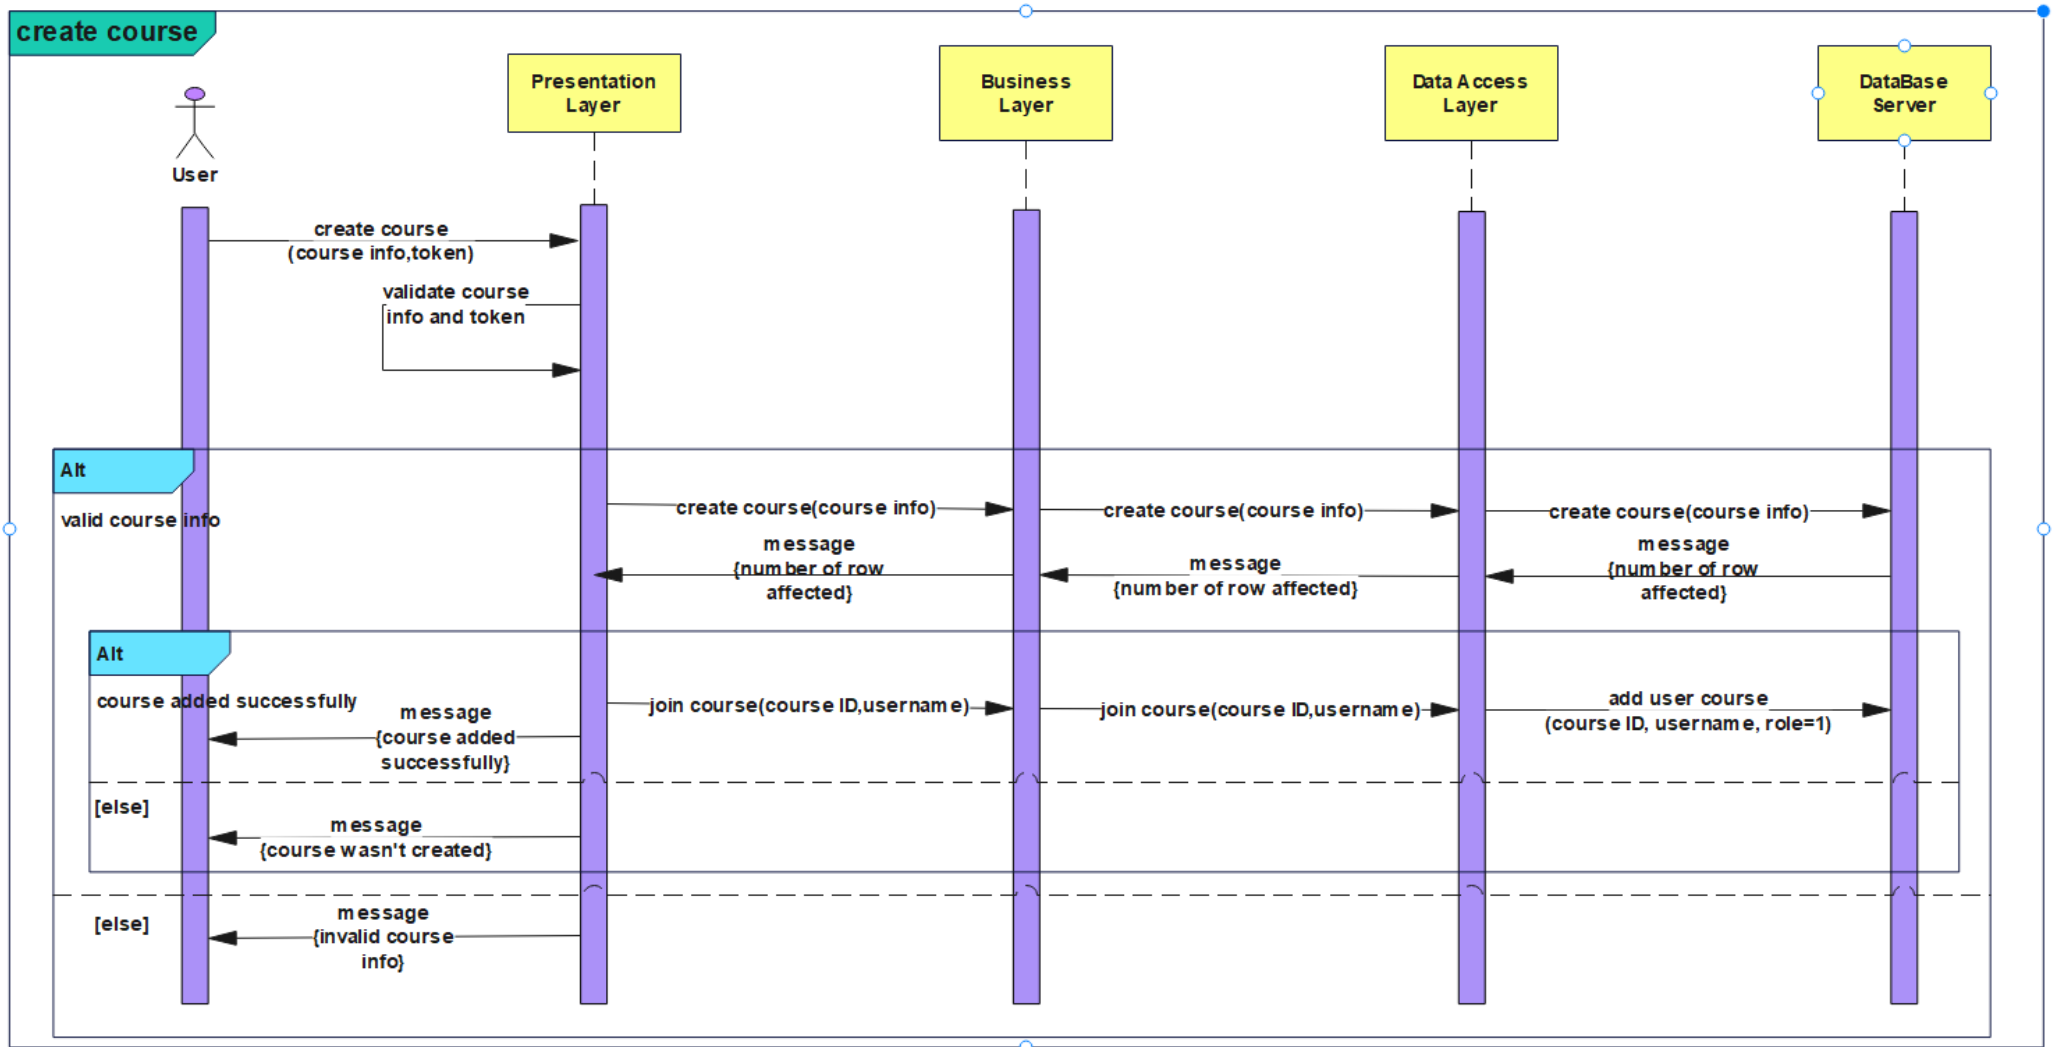 create course
User
Presentation
Layer
Business
Layer
Data Access
Layer
DataBase
Server
create course
(course info,token)
validate course
info and token
Alt
valid course info
create course(course info)
create course(course info)
create course(course info)
message
{number of row
affected}
message
{number of row affected}
message
{number of row
affected}
Alt
course added successfully
message
{course added
successfully}
join course(course ID,username)
join course(course ID,username)
add user course
(course ID, username, role=1)
[else]
message
{course wasn't created}
[else]
message
{invalid course
info}